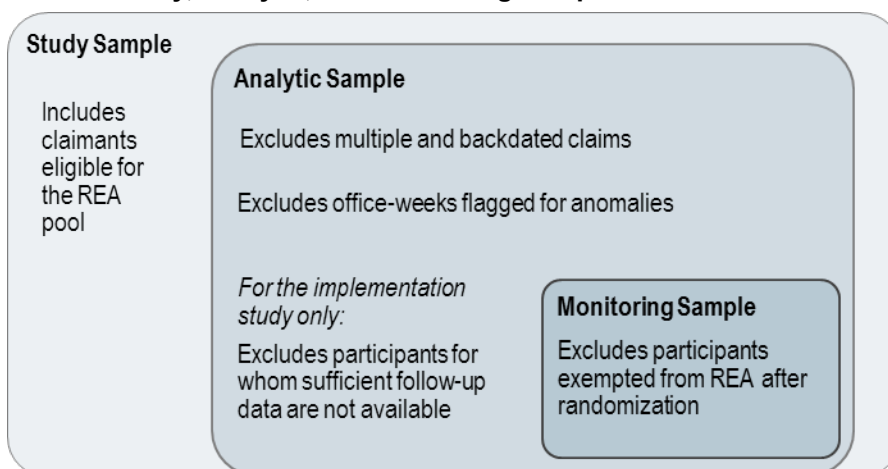 Study Sample
Includes
claimants
eligible for
the REA
pool
Analytic Sample
Excludes multiple and backdated claims
Excludes office-weeks flagged for anomalies
For the implementation
study only:
Excludes participants for
whom sufficient follow-up
data are not available
Monitoring Sample
Excludes participants
exempted from REA after
randomization